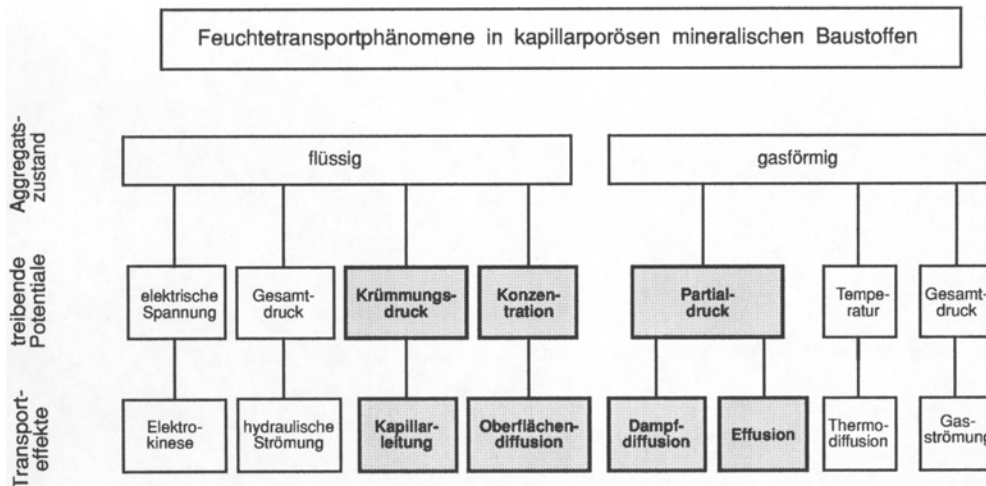 Feuchtetransportphänomene in kapillarporösen mineralischen Baustoffen
Aggregats-
zustand
flüssig
gasförmig
treibende
Potentiale
elektrische
Spannung
Gesamt-
druck
Krümmungs-
druck
Konzen-
tration
Partial-
druck
Tempe-
ratur
Gesamt-
druck
Transport-
effekte
Elektro-
kinese
hydraulische
Strömung
Kapillar-
leitung
Oberflächen-
diffusion
Dampf-
diffusion
Effusion
Thermo-
diffusion
Gas-
strömung